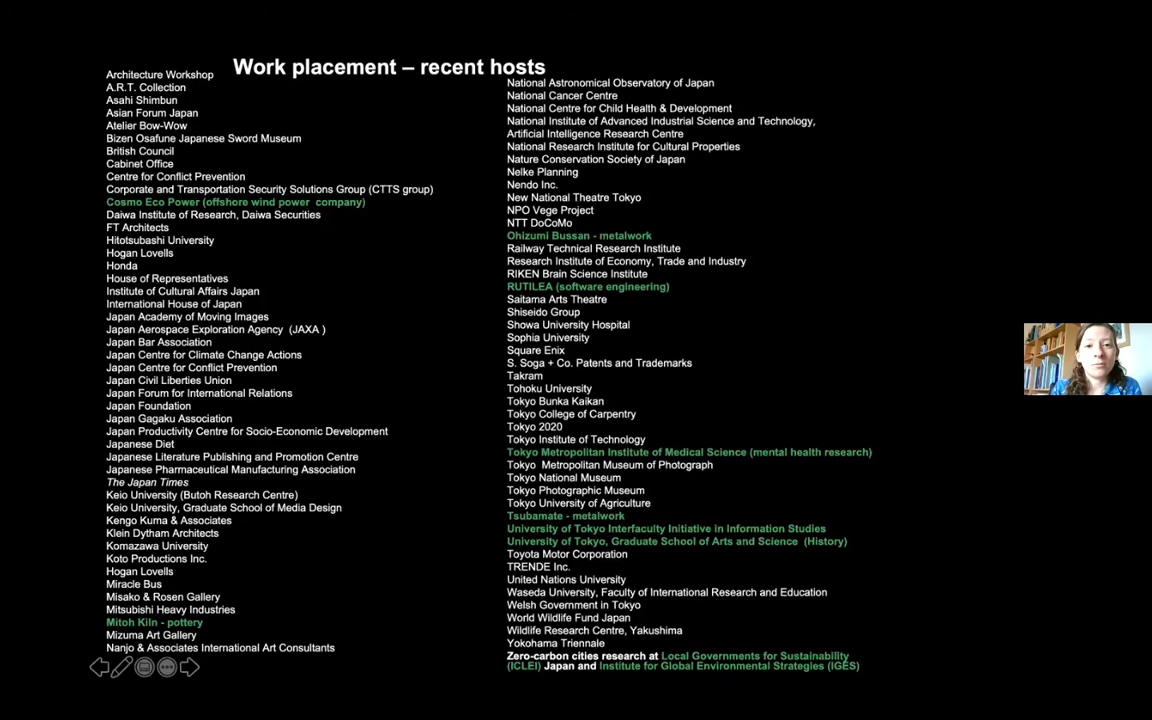 Work placement – recent hosts
Architecture Workshop
A.R.T. Collection
Asahi Shimbun
Asian Forum Japan
Atelier Bow-Wow
Bizen Osafune Japanese Sword Museum
British Council
Cabinet Office
Centre for Conflict Prevention
Corporate and Transportation Security Solutions Group (CTTS group)
Cosmo Eco Power (offshore wind power  company)
Daiwa Institute of Research, Daiwa Securities
FT Architects
Hitotsubashi University
Hogan Lovells
Honda
House of Representatives
Institute of Cultural Affairs Japan
International House of Japan
Japan Academy of Moving Images
Japan Aerospace Exploration Agency  (JAXA )
Japan Bar Association
Japan Centre for Climate Change Actions
Japan Centre for Conflict Prevention
Japan Civil Liberties Union
Japan Forum for International Relations
Japan Foundation
Japan Gagaku Association
Japan Productivity Centre for Socio-Economic Development
Japanese Diet
Japanese Literature Publishing and Promotion Centre
Japanese Pharmaceutical Manufacturing Association
The Japan Times
Keio University (Butoh Research Centre)
Keio University, Graduate School of Media Design
Kengo Kuma & Associates
Klein Dytham Architects
Komazawa University
Koto Productions Inc.
Hogan Lovells
Miracle Bus
Misako & Rosen Gallery
Mitsubishi Heavy Industries
Mitoh Kiln - pottery
Mizuma Art Gallery
Nanjo & Associates International Art Consultants
National Astronomical Observatory of Japan
National Cancer Centre
National Centre for Child Health & Development
National Institute of Advanced Industrial Science and Technology,
Artificial Intelligence Research Centre
National Research Institute for Cultural Properties
Nature Conservation Society of Japan
Nelke Planning
Nendo Inc.
New National Theatre Tokyo
NPO Vege Project
NTT DoCoMo
Ohizumi Bussan - metalwork
Railway Technical Research Institute
Research Institute of Economy, Trade and Industry
RIKEN Brain Science Institute
RUTILEA (software engineering)
Saitama Arts Theatre
Shiseido Group
Showa University Hospital
Sophia University
Square Enix
S. Soga + Co. Patents and Trademarks
Takram
Tohoku University
Tokyo Bunka Kaikan
Tokyo College of Carpentry
Tokyo 2020
Tokyo Institute of Technology
Tokyo Metropolitan Institute of Medical Science (mental health research)
Tokyo  Metropolitan Museum of Photograph
Tokyo National Museum
Tokyo Photographic Museum
Tokyo University of Agriculture
Tsubamate - metalwork
University of Tokyo Interfaculty Initiative in Information Studies
University of Tokyo, Graduate School of Arts and Science  (History)
Toyota Motor Corporation
TRENDE Inc.
United Nations University
Waseda University, Faculty of International Research and Education
Welsh Government in Tokyo
World Wildlife Fund Japan
Wildlife Research Centre, Yakushima
Yokohama Triennale
Zero-carbon cities research at Local Governments for Sustainability
(ICLEI) Japan and Institute for Global Environmental Strategies (IGES)